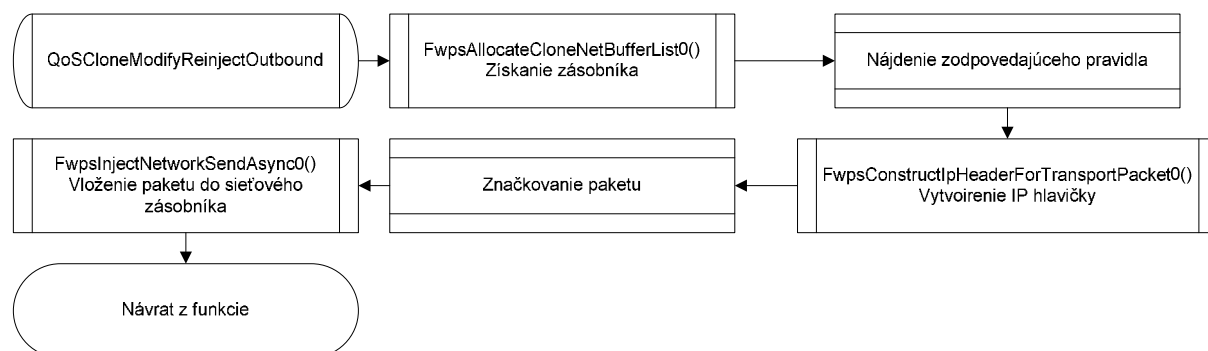 QoSCloneModifyReinjectOutbound
FwpsAllocateCloneNetBufferList0()
Získanie zásobníka
Nájdenie zodpovedajúceho pravidla
FwpsConstructIpHeaderForTransportPacket0()
Vytvoirenie IP hlavičky
Značkovanie paketu
FwpsInjectNetworkSendAsync0()
Vloženie paketu do sieťového
zásobníka
Návrat z funkcie